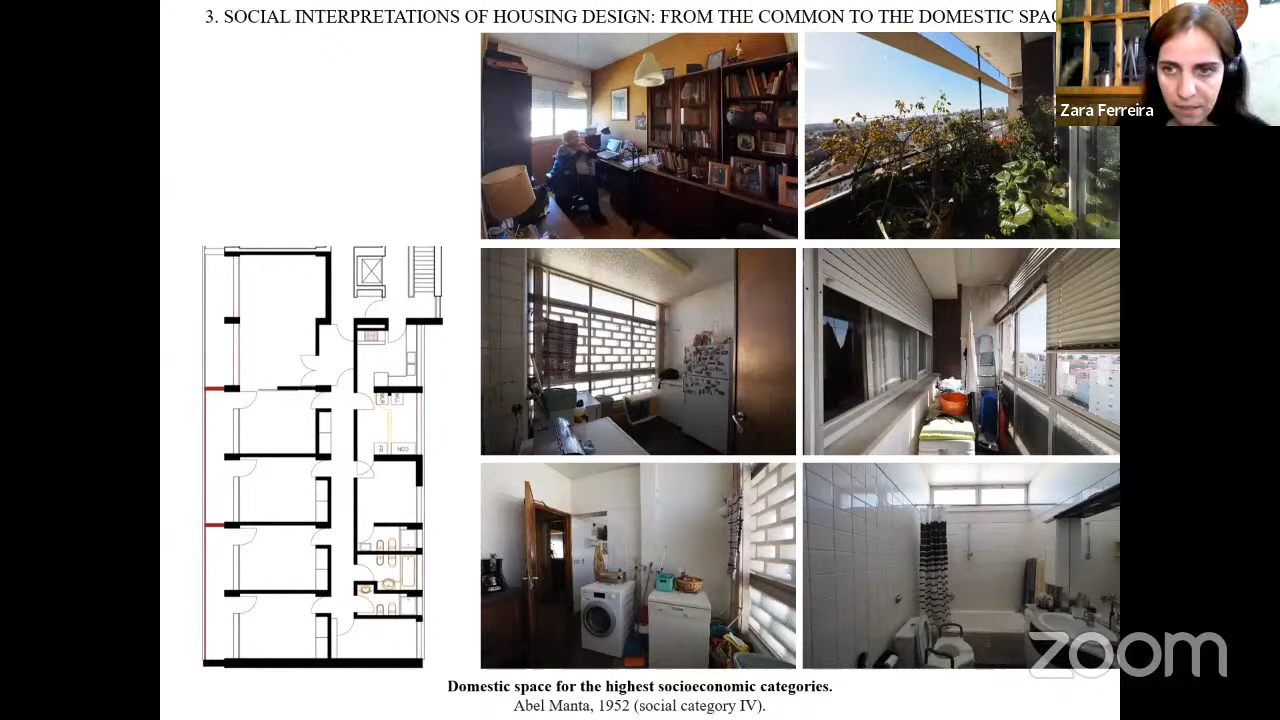 3. SOCIAL INTERPRETATIONS OF HOUSING DESIGN: FROM THE COMMON TO THE DOMESTIC
Zara Ferreira
Domestic space for the highest socioeconomic categories.
Abel Manta, 1952 (social category IV).
zoom